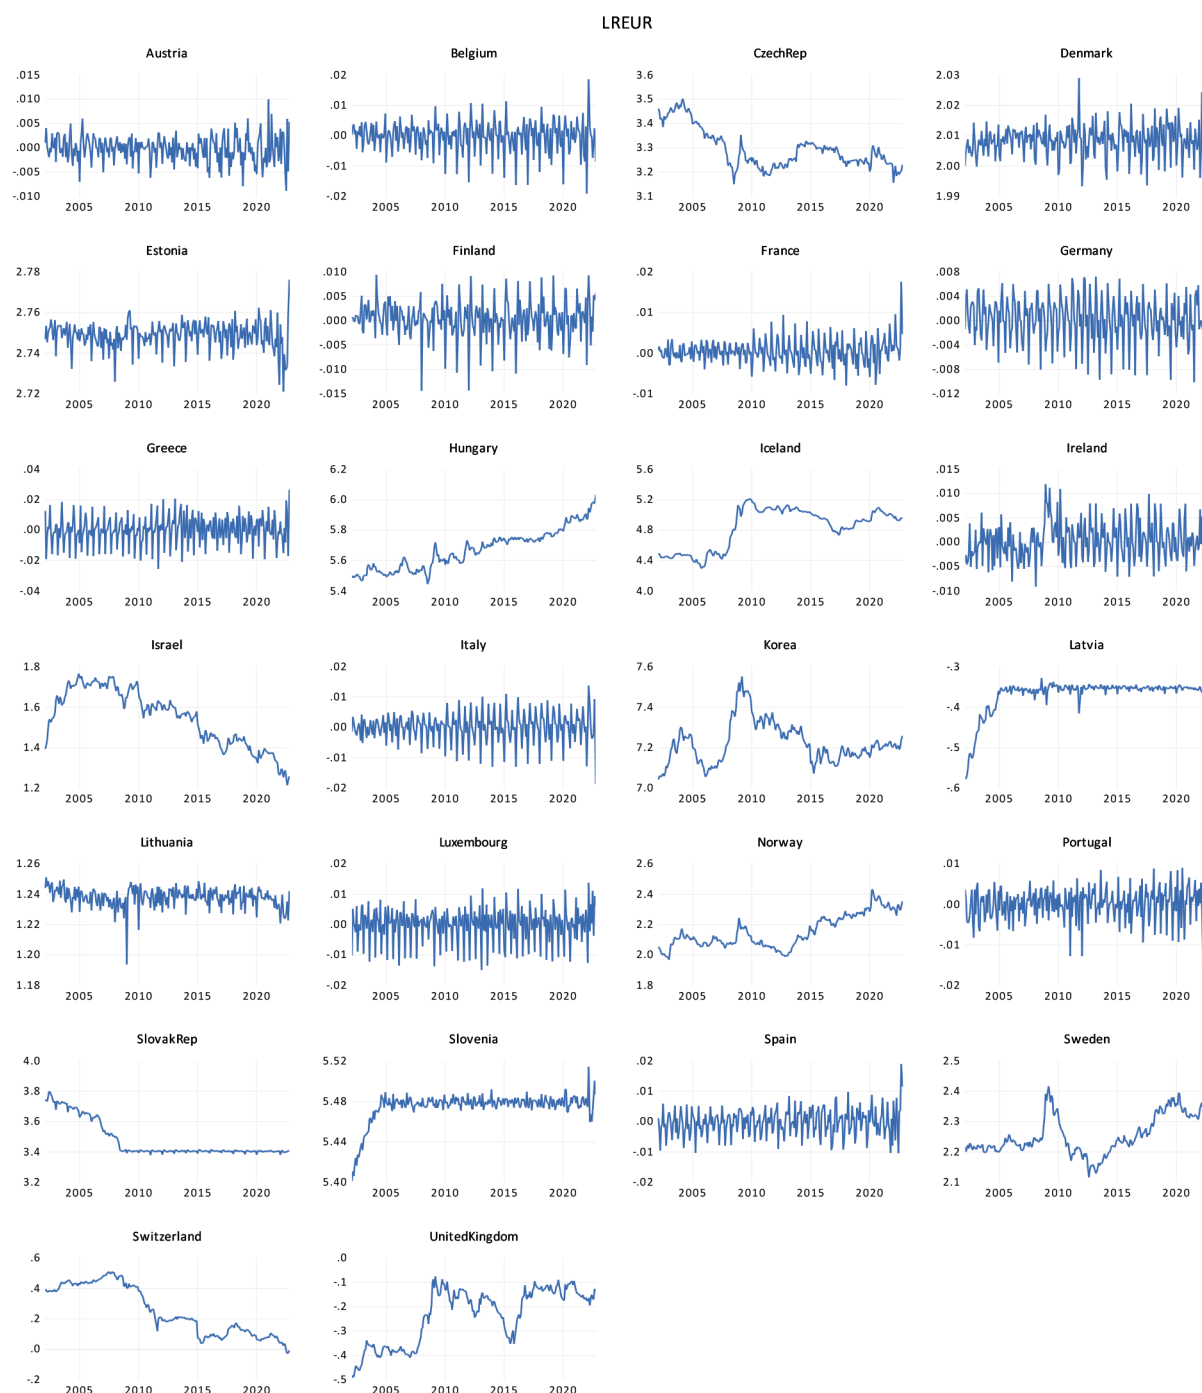 LREUR
Austria
.015
.010
.005
.000
-.005
-.010
2005 2010 2015 2020
Belgium
.02
.01
.00
-.01
-.02
2005 2010 2015 2020
CzechRep
3.6
3.5
3.4
3.3
3.2
3.1
2005 2010 2015 2020
Denmark
2.03
2.02
2.01
2.00
1.99
2005 2010 2015 2020
Estonia
2.78
2.76
2.74
2.72
2005 2010 2015 2020
Finland
.010
.005
.000
-.005
-.010
-.015
2005 2010 2015 2020
France
.02
.01
.00
-.01
2005 2010 2015 2020
Germany
.008
.004
.000
-.004
-.008
-.012
2005 2010 2015 2020
Greece
.04
.02
.00
-.02
-.04
2005 2010 2015 2020
Hungary
6.2
6.0
5.8
5.6
5.4
2005 2010 2015 2020
Iceland
5.6
5.2
4.8
4.4
4.0
2005 2010 2015 2020
Ireland
.015
.010
.005
.000
-.005
-.010
2005 2010 2015 2020
Israel
1.8
1.6
1.4
1.2
2005 2010 2015 2020
Italy
.02
.01
.00
-.01
-.02
2005 2010 2015 2020
Korea
7.6
7.4
7.2
7.0
2005 2010 2015 2020
Latvia
-.3
-.4
-.5
-.6
2005 2010 2015 2020
Lithuania
1.26
1.24
1.22
1.20
1.18
2005 2010 2015 2020
Luxembourg
.02
.01
.00
-.01
-.02
2005 2010 2015 2020
Norway
2.6
2.4
2.2
2.0
1.8
2005 2010 2015 2020
Portugal
.01
.00
-.01
-.02
2005 2010 2015 2020
SlovakRep
4.0
3.8
3.6
3.4
3.2
2005 2010 2015 2020
Slovenia
5.52
5.48
5.44
5.40
2005 2010 2015 2020
Spain
.02
.01
.00
-.01
-.02
2005 2010 2015 2020
Sweden
2.5
2.4
2.3
2.2
2.1
2005 2010 2015 2020
Switzerland
.6
.4
.2
.0
-.2
2005 2010 2015 2020
UnitedKingdom
.0
-.1
-.2
-.3
-.4
-.5
2005 2010 2015 2020